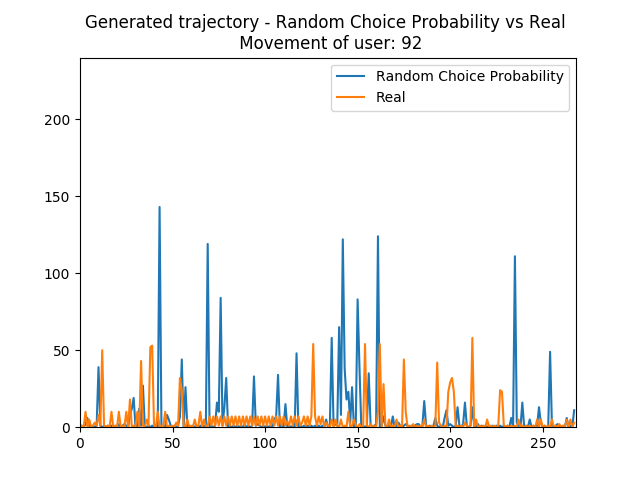 Generated trajectory - Random Choice Probability vs Real
Movement of user: 92
Random Choice Probability
Real
200
150
100
50
0
0 50 100 150 200 250